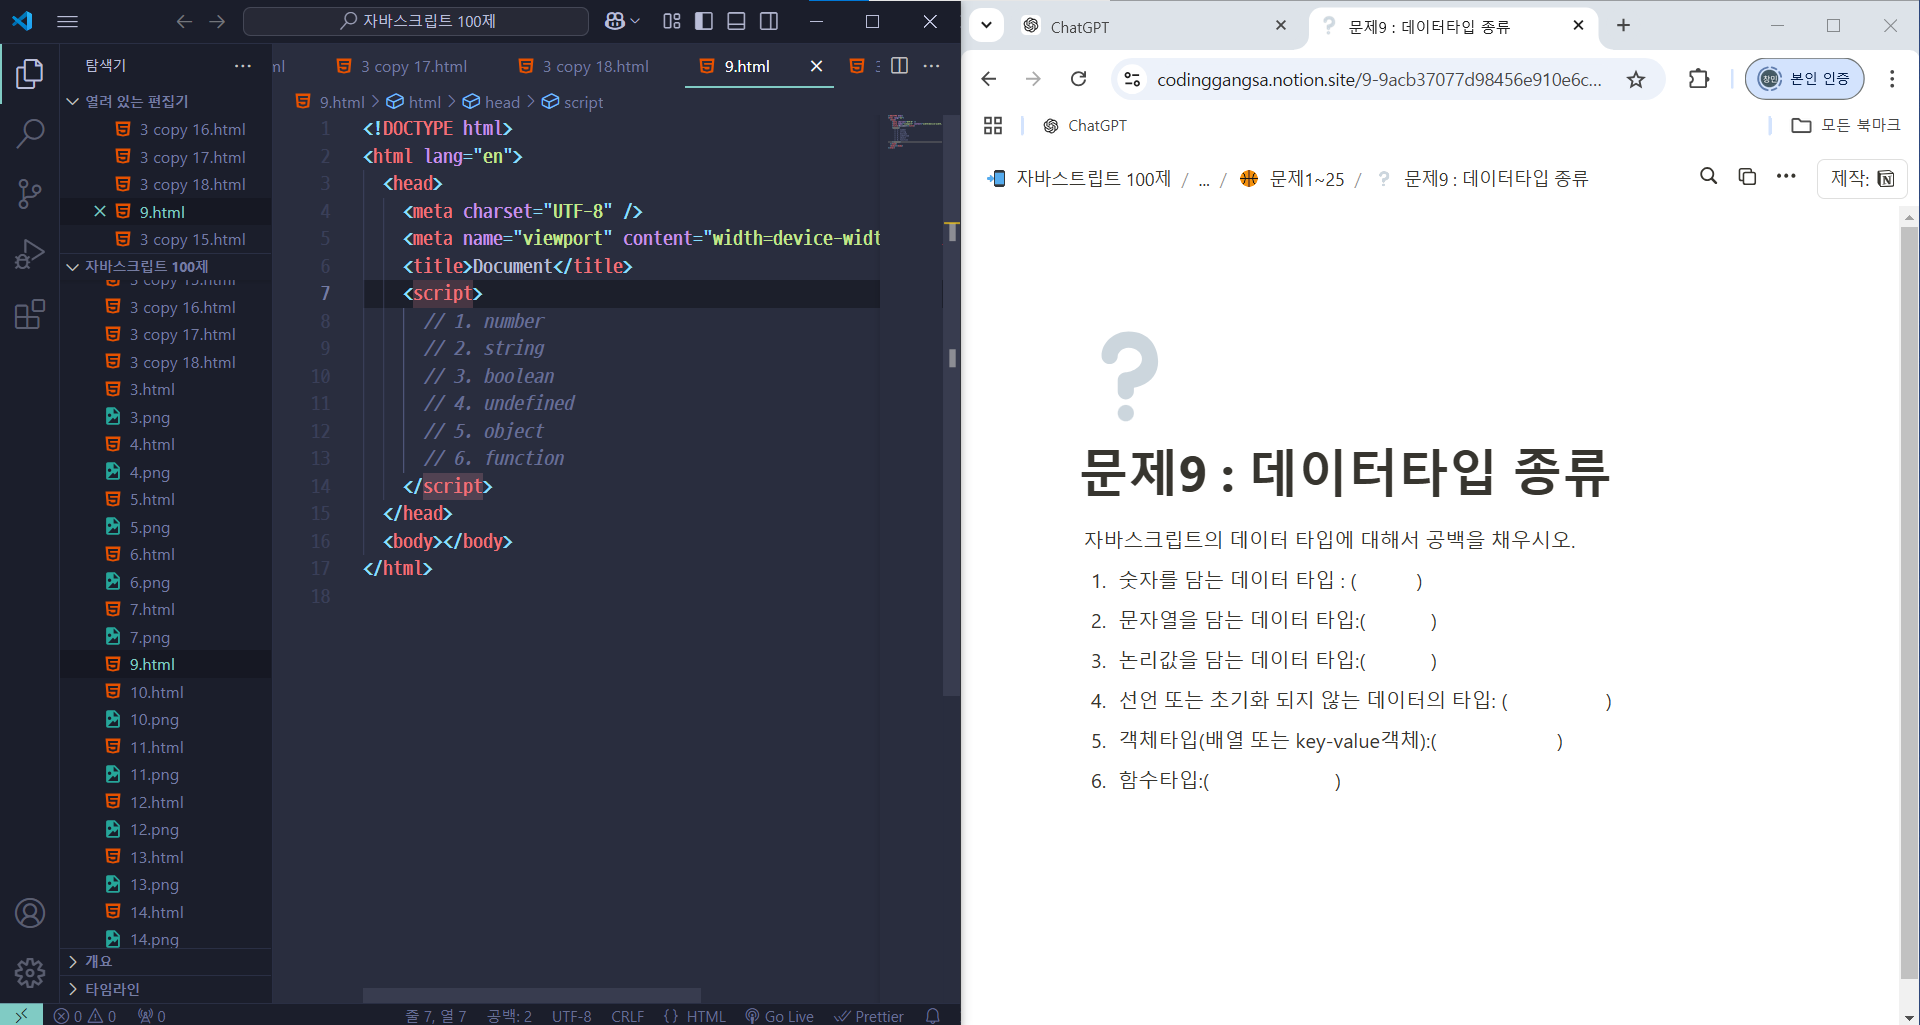 자바스크립트 100제
탐색기
열려 있는 편집기
3 copy 16.html
3 copy 17.html
3 copy 18.html
9.html
3 copy 15.html
자바스크립트 100제
3 copy 15.html
3 copy 16.html
3 copy 17.html
3 copy 18.html
3.html
3.png
4.html
4.png
5.html
5.png
6.html
6.png
7.html
7.png
9.html
10.html
10.png
11.html
11.png
12.html
12.png
13.html
13.png
14.html
14.png
개요
타임라인
ml
3 copy 17.html
3 copy 18.html
9.html
3
9.html > html > head > script
1 <!DOCTYPE html>
2 <html lang="en">
3 <head>
4 <meta charset="UTF-8" />
5 <meta name="viewport" content="width=device-widt
6 <title>Document</title>
7 <script>
8 // 1. number
9 // 2. string
10 // 3. boolean
11 // 4. undefined
12 // 5. object
13 // 6. function
14 </script>
15 </head>
16 <body></body>
17 </html>
18
0 0 0
줄 7, 열 7 공백: 2 UTF-8 CRLF {} HTML Go Live Prettier
ChatGPT
문제9 : 데이터타입 종류
codinggangsa.notion.site/9-9acb37077d98456e910e6c...
창민
본인 인증
ChatGPT
모든 북마크
자바스트립트 100제 / ... / 문제1~25 / 문제9 : 데이터타입 종류
제작:
문제9 : 데이터타입 종류
자바스크립트의 데이터 타입에 대해서 공백을 채우시오.
1. 숫자를 담는 데이터 타입 : ( )
2. 문자열을 담는 데이터 타입:( )
3. 논리값을 담는 데이터 타입:( )
4. 선언 또는 초기화 되지 않는 데이터의 타입: ( )
5. 객체타입(배열 또는 key-value객체):( )
6. 함수타입:( )